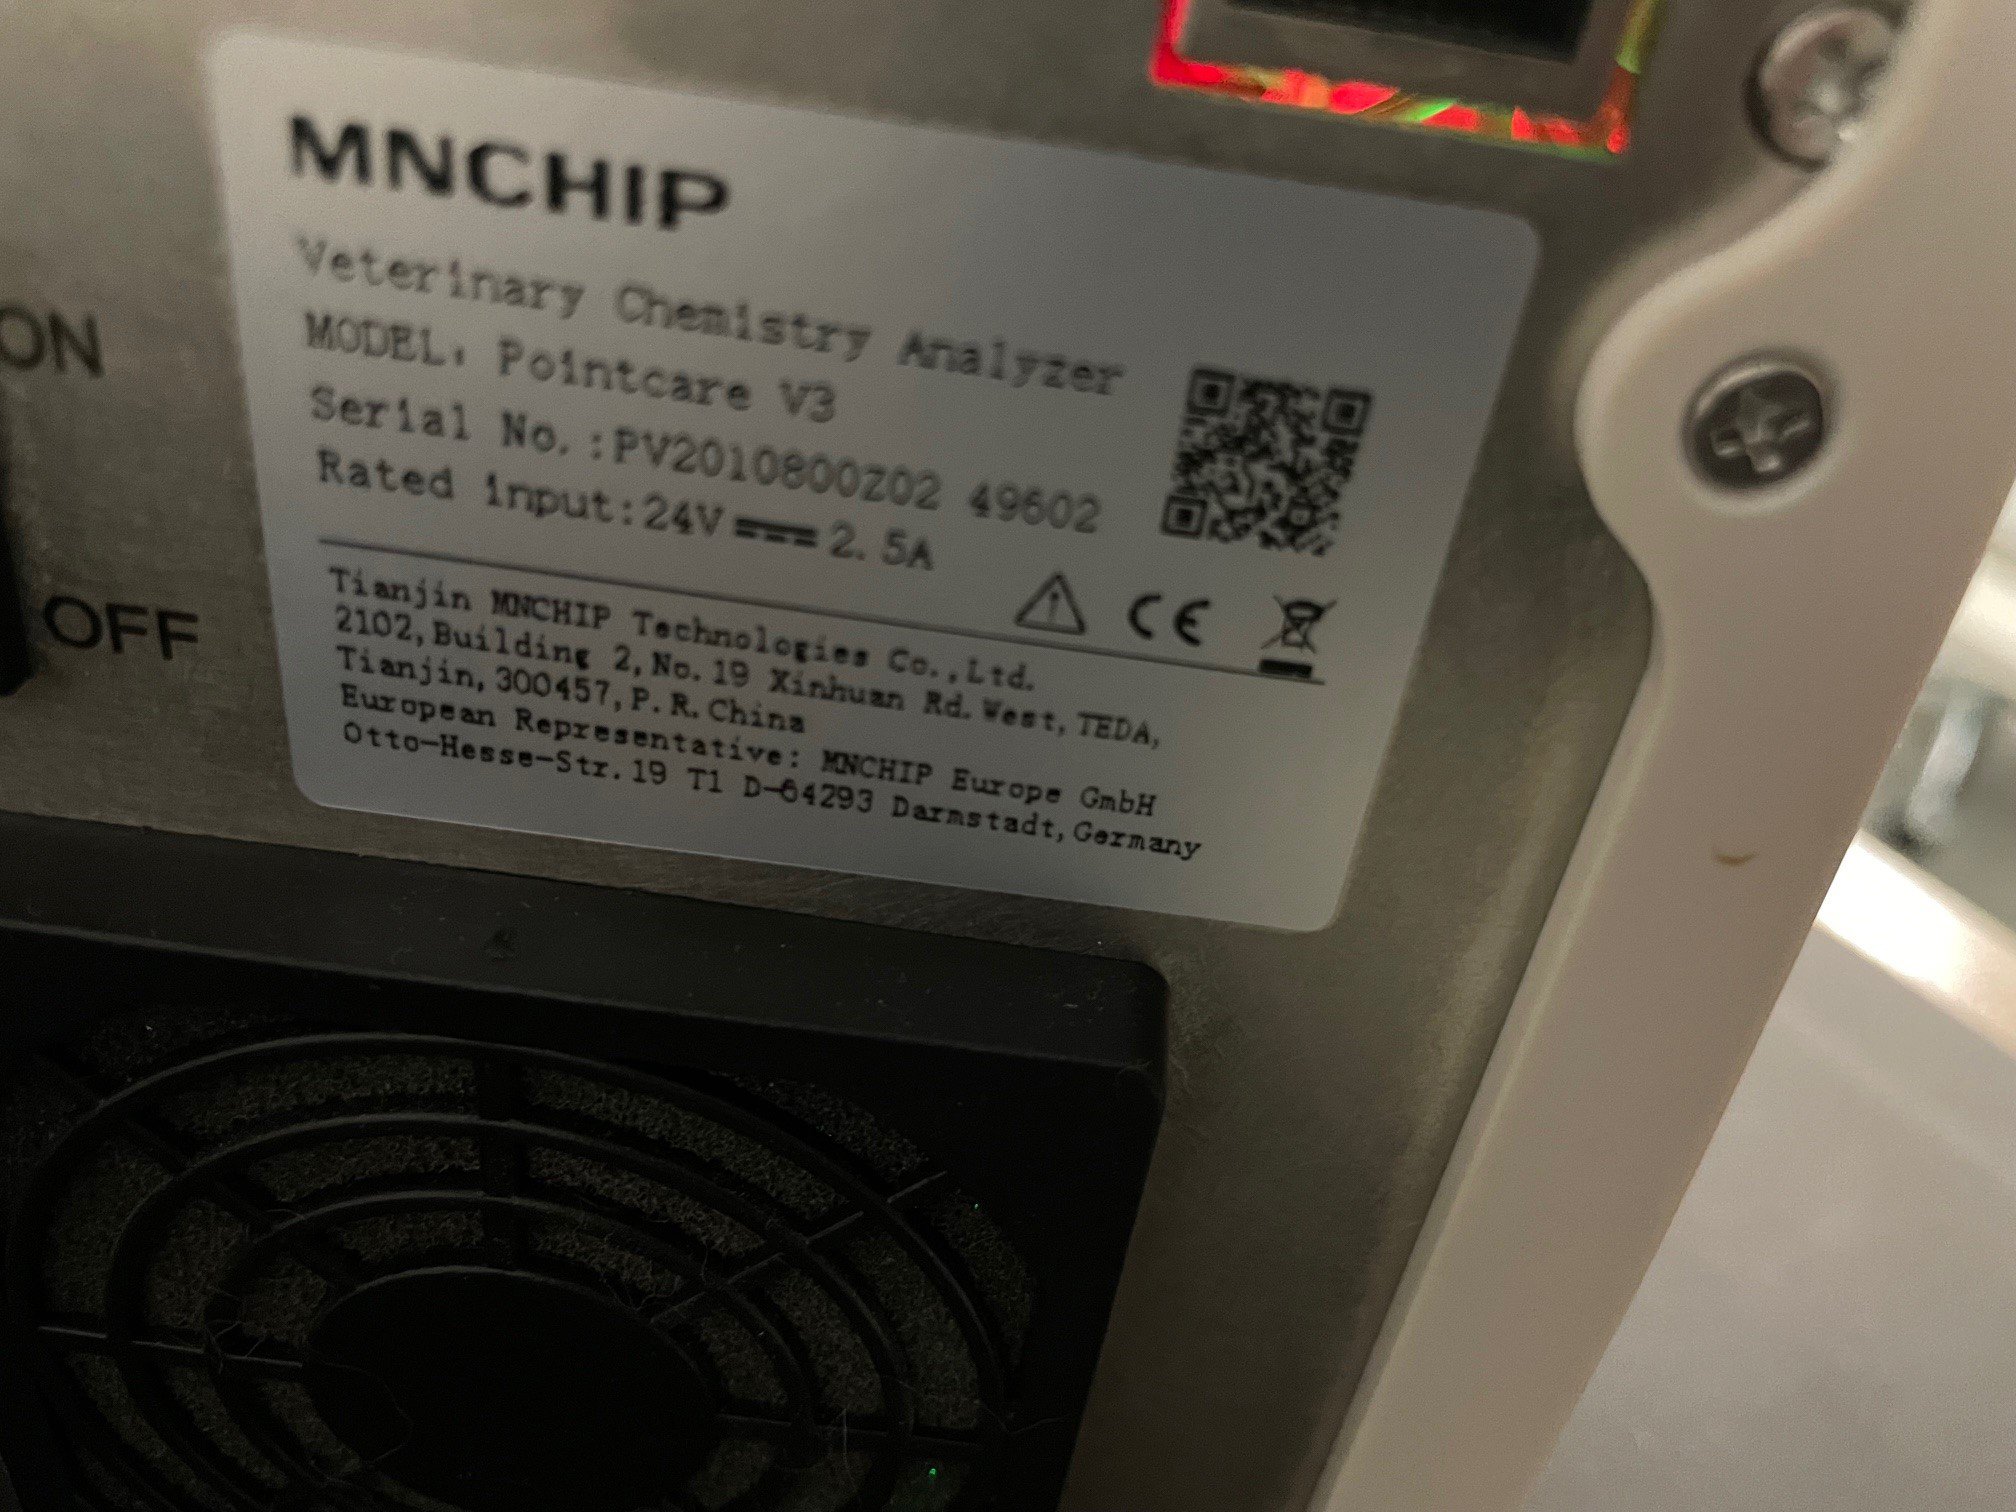 MNCHIP
Veterinary Chemistry Analyzer
MODEL: Pointcare V3
Serial No.:PV2010800Z02 49602
Rated input:24V 2.5A
CE
Tianjin MNCHIP Technologies Co.,Ltd.
2102,Building 2,No.19 Xinhuan Rd.West,TEDA,
Tianjin,300457,P.R.China
European Representative: MNCHIP Europe GmbH
Otto-Hesse-Str.19 T1 D-64293 Darmstadt,Germany
ON
OFF